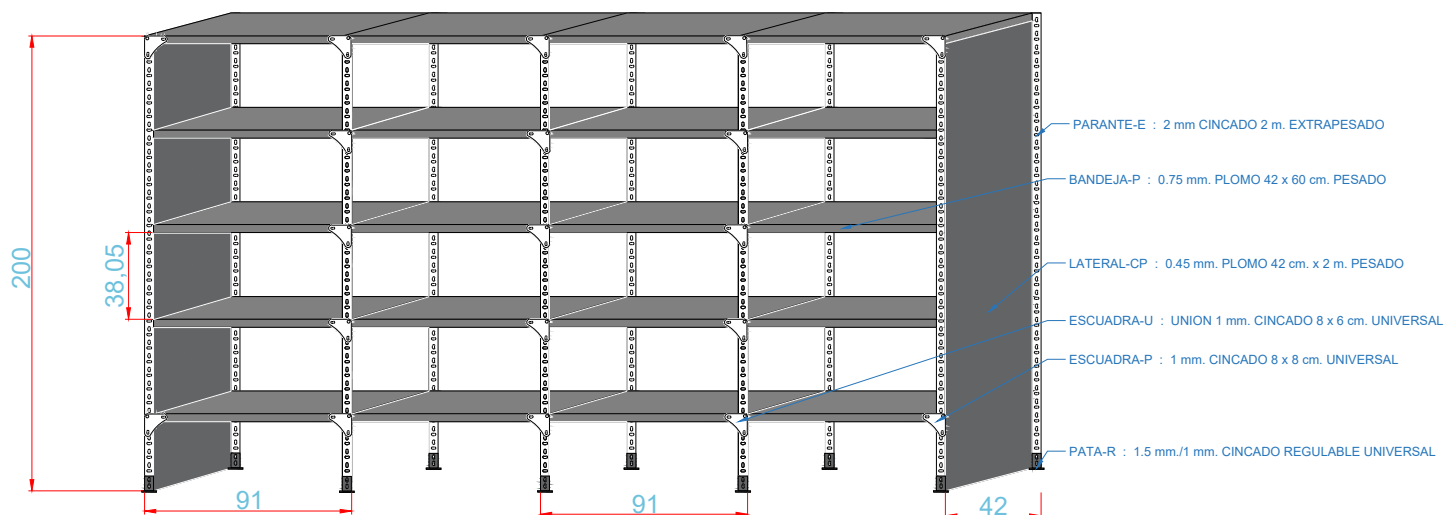 PARANTE-E : 2 mm CINCADO 2 m. EXTRAPESADO
BANDEJA-P : 0.75 mm. PLOMO 42 x 60 cm. PESADO
200
38,05
LATERAL-CP : 0.45 mm. PLOMO 42 cm. x 2 m. PESADO
ESCUADRA-U : UNION 1 mm. CINCADO 8 x 6 cm. UNIVERSAL
ESCUADRA-P : 1 mm. CINCADO 8 x 8 cm. UNIVERSAL
PATA-R : 1.5 mm./1 mm. CINCADO REGULABLE UNIVERSAL
91
91
42